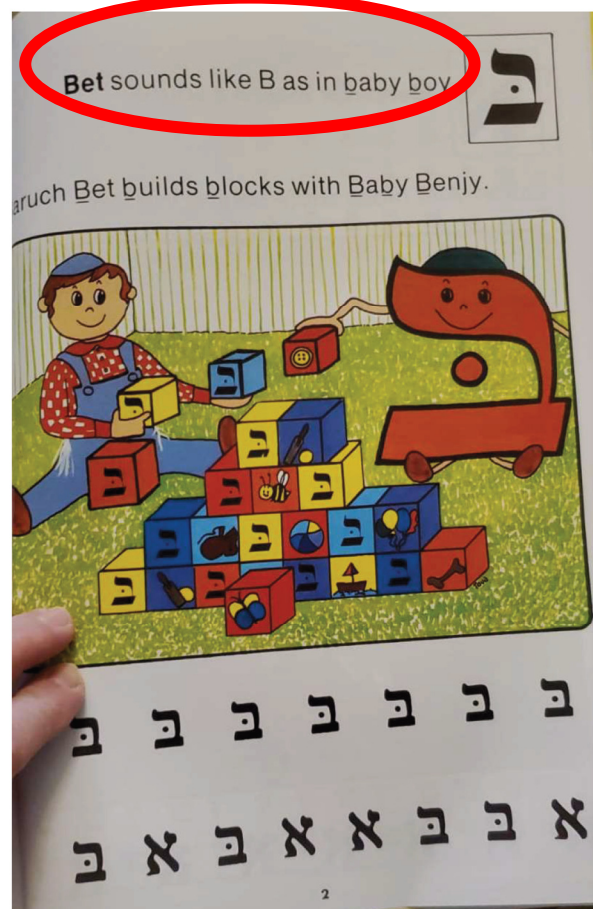 Bet sounds like B as in baby boy
בּ
aruch Bet builds blocks with Baby Benjy.
בּ
בּ
בּ
בּ
בּ
בּ בּ
בּ בּ בּ
בּ בּ בּ בּ
בּ בּ בּ בּ בּ בּ בּ
א בּ בּ א א בּ א בּ
2